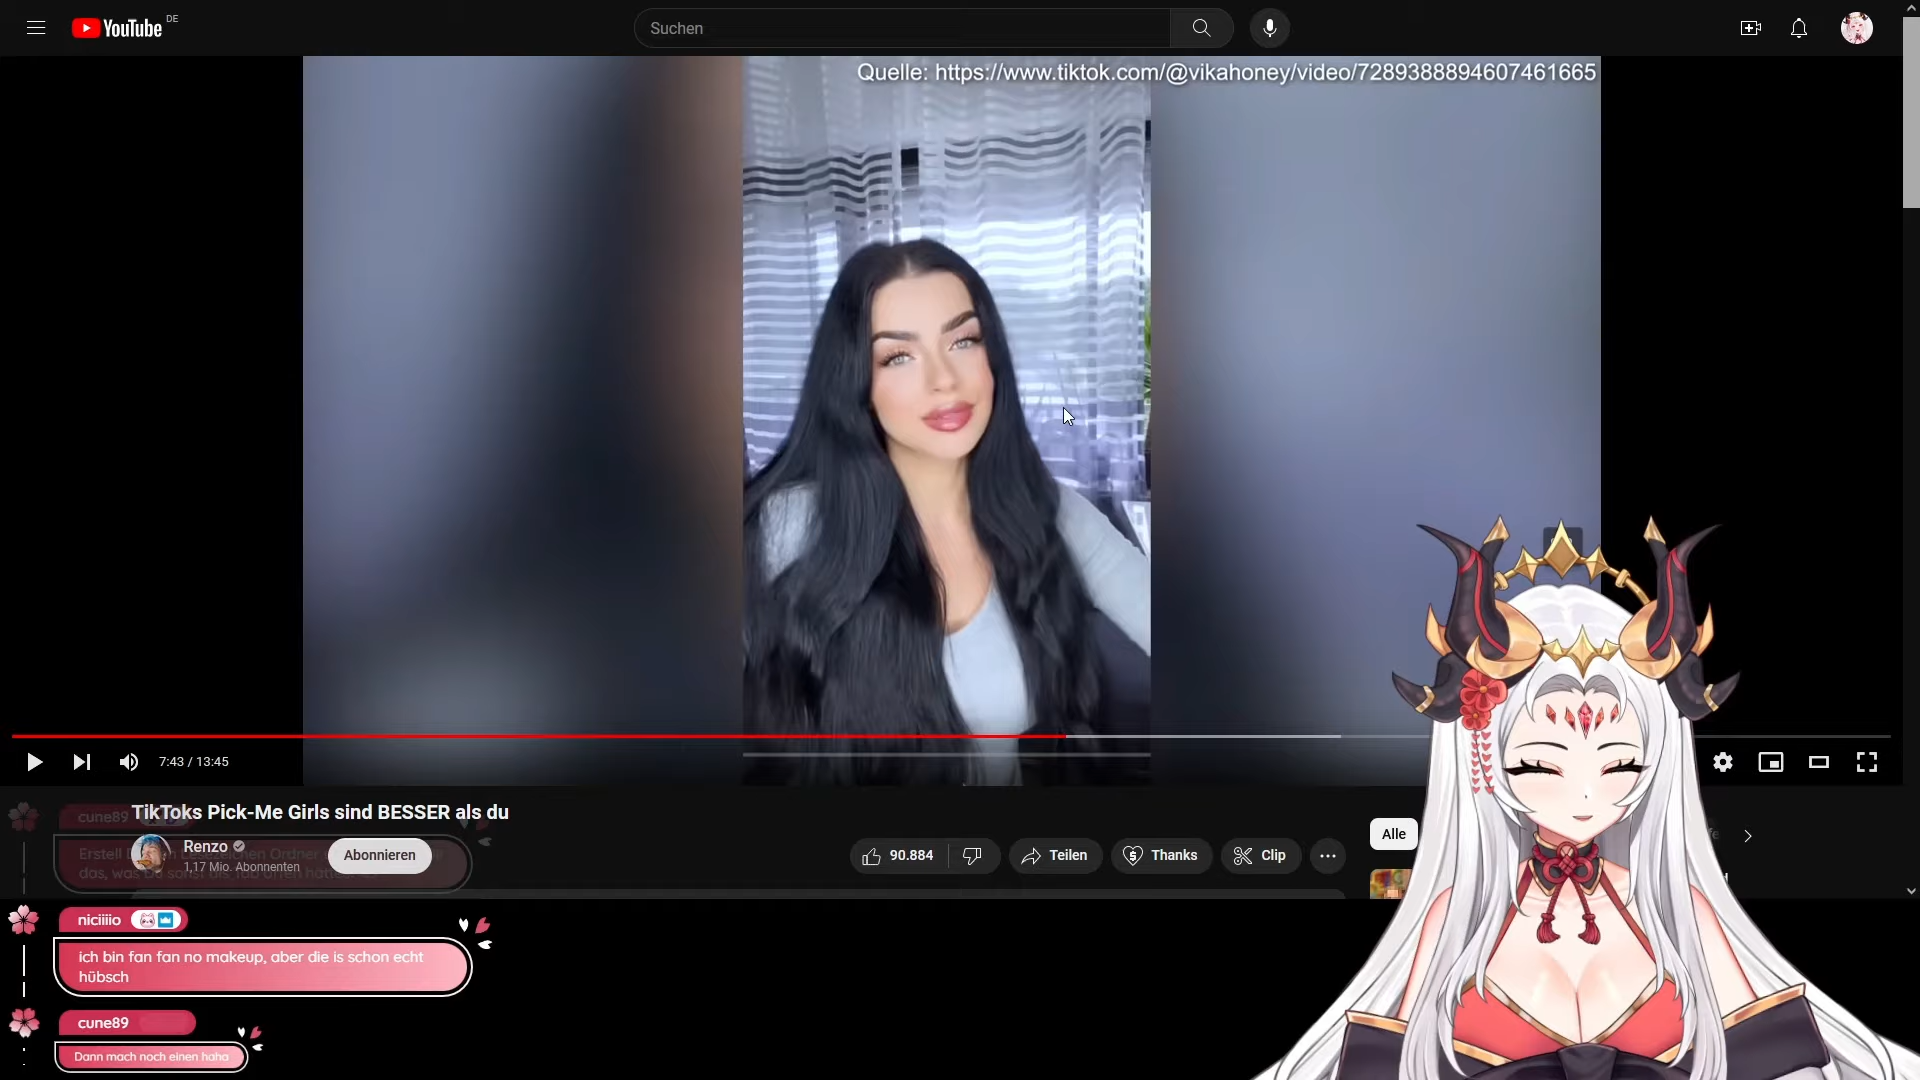 YouTube DE
Suchen
Quelle: https://www.tiktok.com/@vikahoney/video/7289388894607461665
7:43 / 13:45
TikToks Pick-Me Girls sind BESSER als du
Renzo
1,17 Mio. Abonnenten
Abonnieren
90.884
Teilen
Thanks
Clip
Alle
cune89
Erstell
niciiiio
ich bin fan fan no makeup, aber die is schon echt
hübsch
cune89
Dann mach noch einen haha